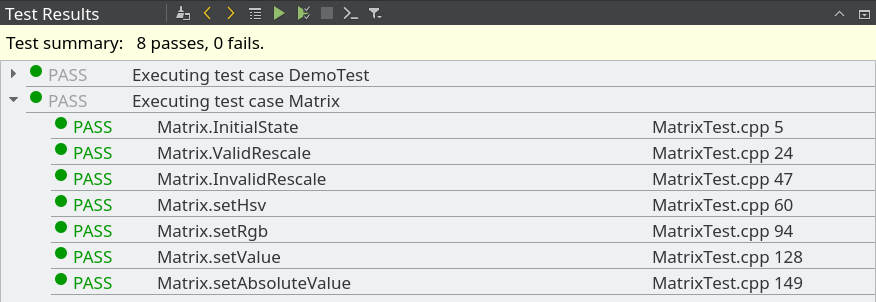 Test Results
Test summary: 8 passes, 0 fails.
PASS Executing test case DemoTest
PASS Executing test case Matrix
PASS Matrix.InitialState MatrixTest.cpp 5
PASS Matrix.ValidRescale MatrixTest.cpp 24
PASS Matrix.InvalidRescale MatrixTest.cpp 47
PASS Matrix.setHsv MatrixTest.cpp 60
PASS Matrix.setRgb MatrixTest.cpp 94
PASS Matrix.setValue MatrixTest.cpp 128
PASS Matrix.setAbsoluteValue MatrixTest.cpp 149